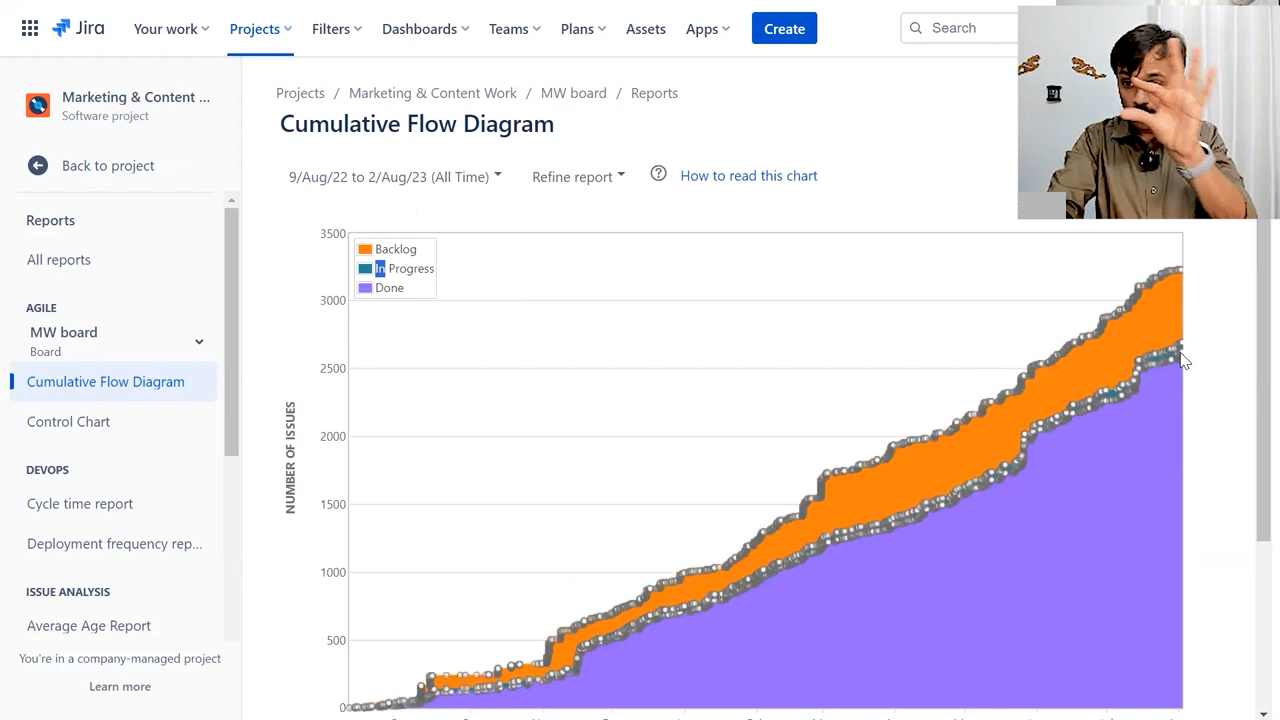 Jira
Your work
Projects
Filters
Dashboards
Teams
Plans
Assets
Apps
Create
Search
Marketing & Content ...
Software project
Back to project
Reports
All reports
AGILE
MW board
Board
Cumulative Flow Diagram
Control Chart
DEVOPS
Cycle time report
Deployment frequency rep...
ISSUE ANALYSIS
Average Age Report
You're in a company-managed project
Learn more
Projects / Marketing & Content Work / MW board / Reports
Cumulative Flow Diagram
9/Aug/22 to 2/Aug/23 (All Time)
Refine report
How to read this chart
Backlog
In Progress
Done
NUMBER OF ISSUES
3500
3000
2500
2000
1500
1000
500
0